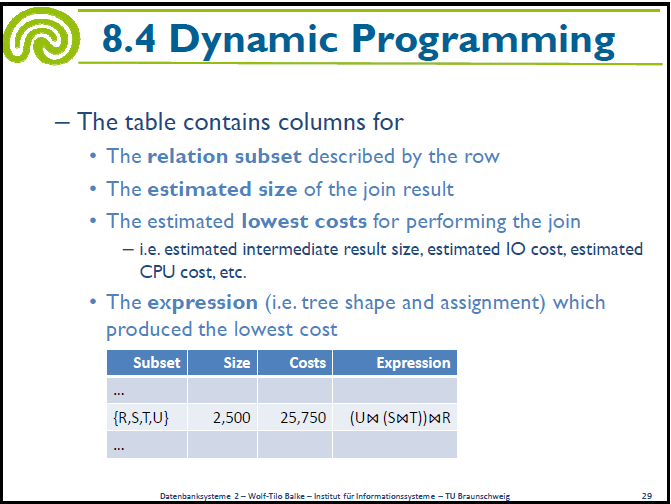 8.4 Dynamic Programming
– The table contains columns for
• The relation subset described by the row
• The estimated size of the join result
• The estimated lowest costs for performing the join
– i.e. estimated intermediate result size, estimated IO cost, estimated
CPU cost, etc.
• The expression (i.e. tree shape and assignment) which
produced the lowest cost
Subset Size Costs Expression
...
{R,S,T,U} 2,500 25,750 (U⋈ (S⋈T))⋈R
...
Datenbanksysteme 2 – Wolf-Tilo Balke – Institut für Informationssysteme – TU Braunschweig 29